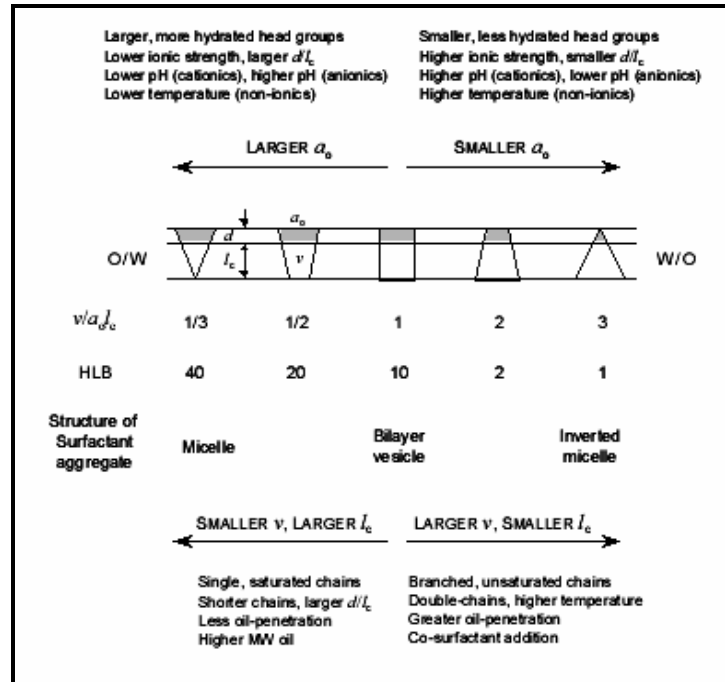 Larger, more hydrated head groups
Lower ionic strength, larger d/lc
Lower pH (cationics), higher pH (anionics)
Lower temperature (non-ionics)
Smaller, less hydrated head groups
Higher ionic strength, smaller d/lc
Higher pH (cationics), lower pH (anionics)
Higher temperature (non-ionics)
LARGER ao SMALLER ao
ao
d
O/W lc v W/O
v/aolc 1/3 1/2 1 2 3
HLB 40 20 10 2 1
Structure of
Surfactant
aggregate
Micelle
Bilayer
vesicle
Inverted
micelle
SMALLER v, LARGER lc LARGER v, SMALLER lc
Single, saturated chains
Shorter chains, larger d/lc
Less oil-penetration
Higher MW oil
Branched, unsaturated chains
Double-chains, higher temperature
Greater oil-penetration
Co-surfactant addition